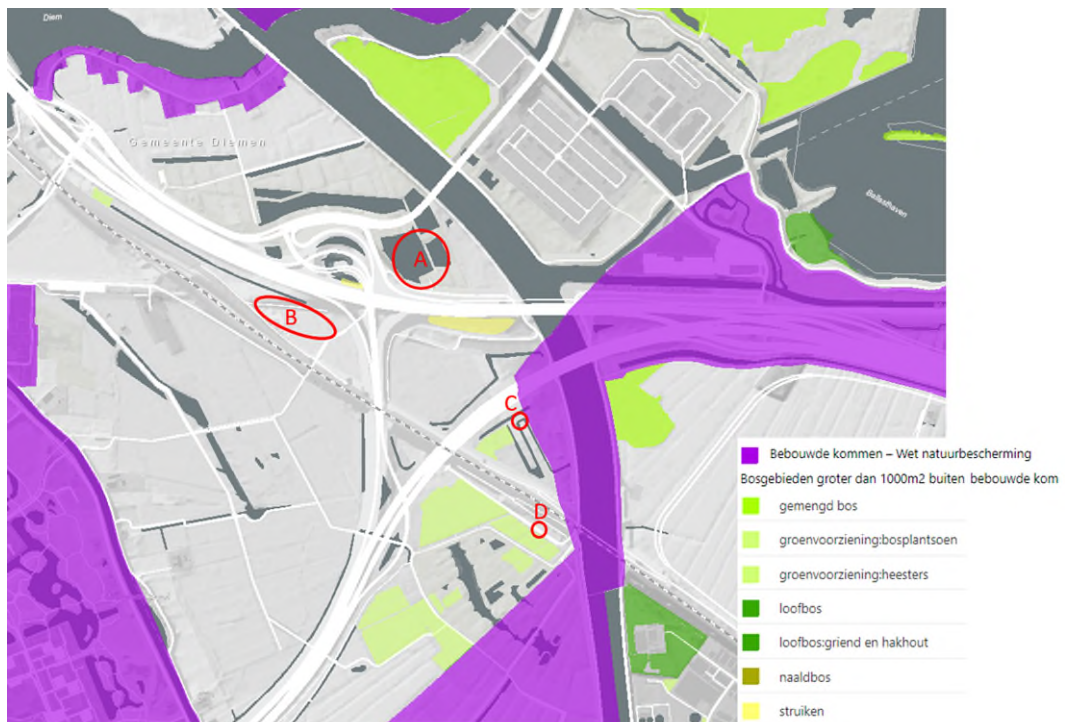 Diem
Gemeente Diemen
Ballasthaven
A
B
C
D
Bebouwde kommen – Wet natuurbescherming
Bosgebieden groter dan 1000m2 buiten bebouwde kom
gemengd bos
groenvoorziening:bosplantsoen
groenvoorziening:heesters
loofbos
loofbos:griend en hakhout
naaldbos
struiken